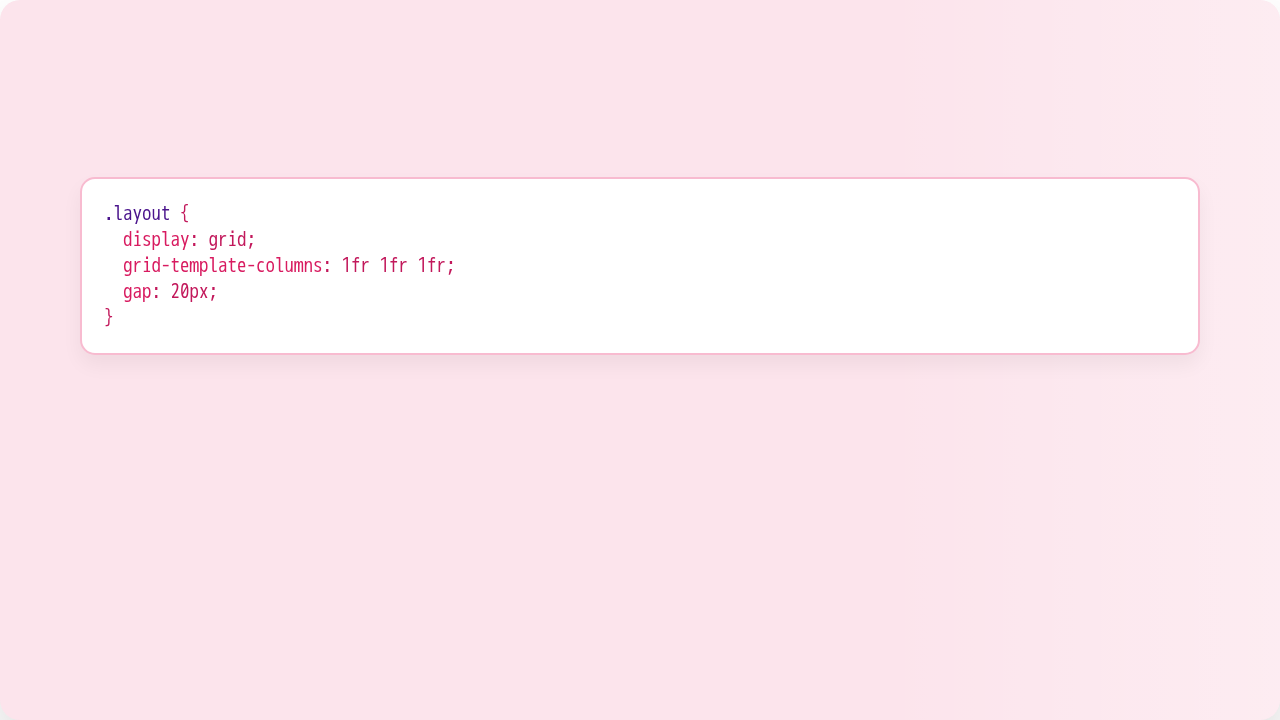 .layout {
  display: grid;
  grid-template-columns: 1fr 1fr 1fr;
  gap: 20px;
}